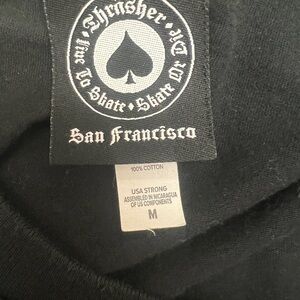 Thrasher
Live To Skate • Skate Or Die
San Francisco
100% COTTON
USA STRONG
ASSEMBLED IN NICARAGUA
OF US COMPONENTS
M